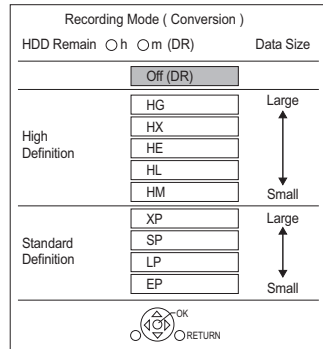 Recording Mode ( Conversion )
HDD Remain ○ h ○ m (DR) Data Size
Off (DR)
HG Large
HX
High Definition HE
HL
HM Small
XP Large
Standard Definition SP
LP
EP Small
OK
RETURN